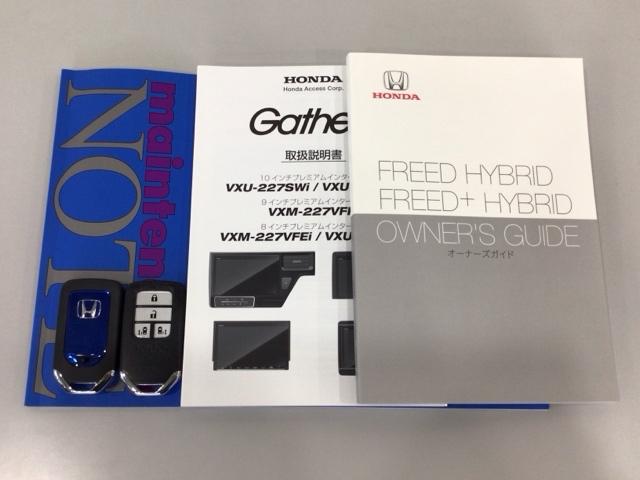 mainten
NOTE
HONDA
Honda Access Corp.
Gathe
取扱説明書
10インチプレミアムインター
VXU-227SWi / VXU
9インチプレミアムインター
VXM-227VF
8インチプレミアムインター
VXM-227VFEi / VXU
HONDA
FREED HYBRID
FREED+ HYBRID
OWNER'S GUIDE
オーナーズガイド